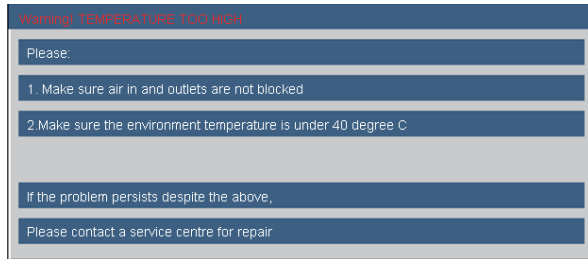 Warning! TEMPERATURE TOO HIGH
Please:
1. Make sure air in and outlets are not blocked
2.Make sure the environment temperature is under 40 degree C
If the problem persists despite the above,
Please contact a service centre for repair